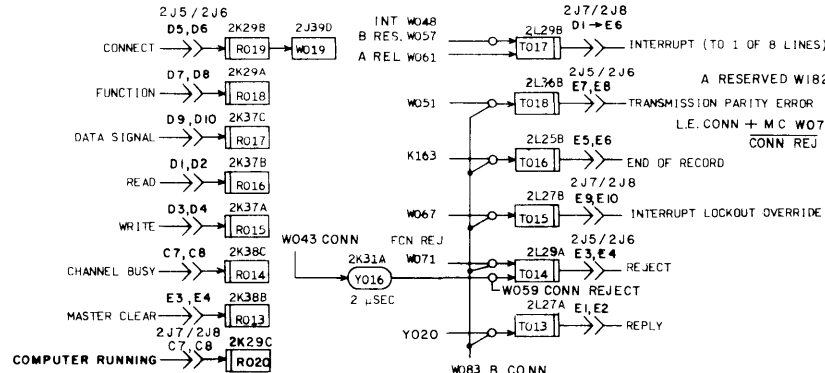 2J5/2J6
D5,D6 2K29B 2J39D
CONNECT R019 W019
D7,D8 2K29A
FUNCTION R018
D9,D10 2K37C
DATA SIGNAL R017
D1,D2 2K37B
READ R016
D3,D4 2K37A
WRITE R015
C7,C8 2K38C
CHANNEL BUSY R014
E3,E4 2K38B
MASTER CLEAR R013
2J7/2J8
C7,C8 2K29C
COMPUTER RUNNING R020
W043 CONN
2K31A
Y016
2 μSEC
2J7/2J8
INT W048 2L29B D1→E6
B RES. W057
A REL W061 T017 INTERRUPT (TO 1 OF 8 LINES)
2J5/2J6
2L36B E7,E8
W051 T018 TRANSMISSION PARITY ERROR
A RESERVED W182
L.E. CONN + M C W07
CONN REJ
2L25B E5,E6
K163 T016 END OF RECORD
2J7/2J8
2L27B E9,E10
W067 T015 INTERRUPT LOCKOUT OVERRIDE
FCN REJ 2J5/2J6
W071 2L29A E3,E4
T014 REJECT
W059 CONN REJECT
2L27A E1,E2
Y020 T013 REPLY
W083 B CONN